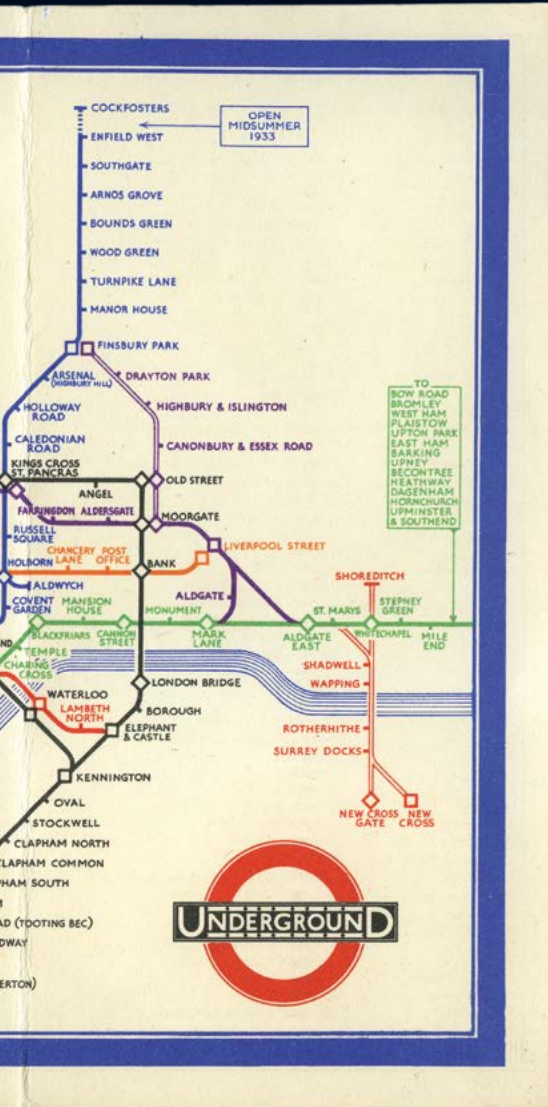 COCKFOSTERS
OPEN
MIDSUMMER
1933
ENFIELD WEST
SOUTHGATE
ARNOS GROVE
BOUNDS GREEN
WOOD GREEN
TURNPIKE LANE
MANOR HOUSE
FINSBURY PARK
ARSENAL
(HIGHBURY HILL)
DRAYTON PARK
HOLLOWAY
ROAD
HIGHBURY & ISLINGTON
CALEDONIAN
ROAD
CANONBURY & ESSEX ROAD
TO
BOW ROAD
BROMLEY
WEST HAM
PLAISTOW
UPTON PARK
EAST HAM
BARKING
UPNEY
BECONTREE
HEATHWAY
DAGENHAM
HORNCHURCH
UPMINSTER
& SOUTHEND
KINGS CROSS
ST. PANCRAS
ANGEL
OLD STREET
FARRINGDON
ALDERSGATE
MOORGATE
RUSSELL
SQUARE
CHANCERY
LANE
POST
OFFICE
LIVERPOOL STREET
HOLBORN
BANK
ALDWYCH
ALDGATE
SHOREDITCH
COVENT
GARDEN
MANSION
HOUSE
MONUMENT
ST. MARYS
STEPNEY
GREEN
BLACKFRIARS
CANNON
STREET
MARK
LANE
ALDGATE
EAST
WHITECHAPEL
MILE
END
ND
TEMPLE
CHARING
CROSS
SHADWELL
WAPPING
WATERLOO
LONDON BRIDGE
LAMBETH
NORTH
BOROUGH
ELEPHANT
& CASTLE
ROTHERHITHE
SURREY DOCKS
KENNINGTON
OVAL
STOCKWELL
CLAPHAM NORTH
NEW CROSS
GATE
NEW
CROSS
CLAPHAM COMMON
PHAM SOUTH
M
AD (TOOTING BEC)
DWAY
ERTON)
UNDERGROUND